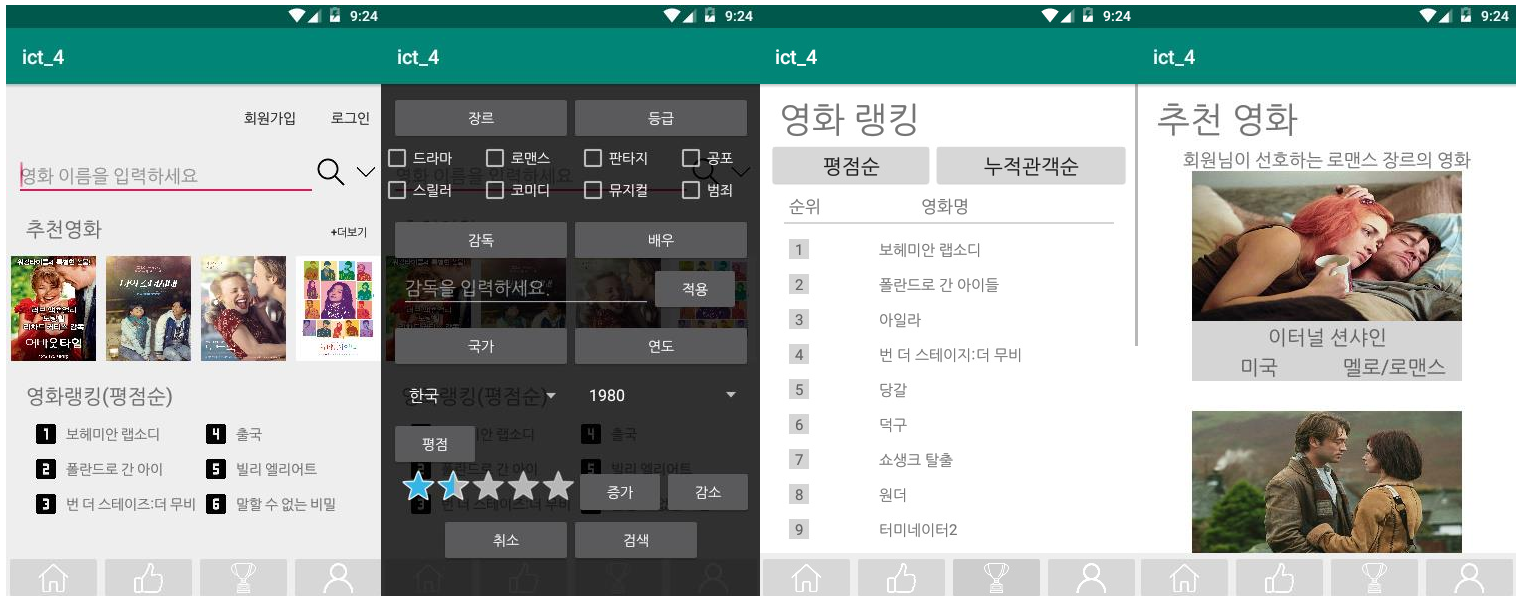 9:24
ict_4
회원가입 로그인
영화 이름을 입력하세요
추천영화 +더보기
어바웃타임
영화랭킹(평점순)
1 보헤미안 랩소디 4 출국
2 폴란드로 간 아이 5 빌리 엘리어트
3 번 더 스테이즈:더 무비 6 말할 수 없는 비밀
9:24
ict_4
장르 등급
드라마 로맨스 판타지 공포
스릴러 코미디 뮤지컬 범죄
감독 배우
감독을 입력하세요. 적용
국가 연도
한국 1980
평점
증가 감소
취소 검색
9:24
ict_4
영화 랭킹
평점순 누적관객순
순위 영화명
1 보헤미안 랩소디
2 폴란드로 간 아이들
3 아일라
4 번 더 스테이지:더 무비
5 당갈
6 덕구
7 쇼생크 탈출
8 원더
9 터미네이터2
9:24
ict_4
추천 영화
회원님이 선호하는 로맨스 장르의 영화
이터널 션샤인
미국 멜로/로맨스